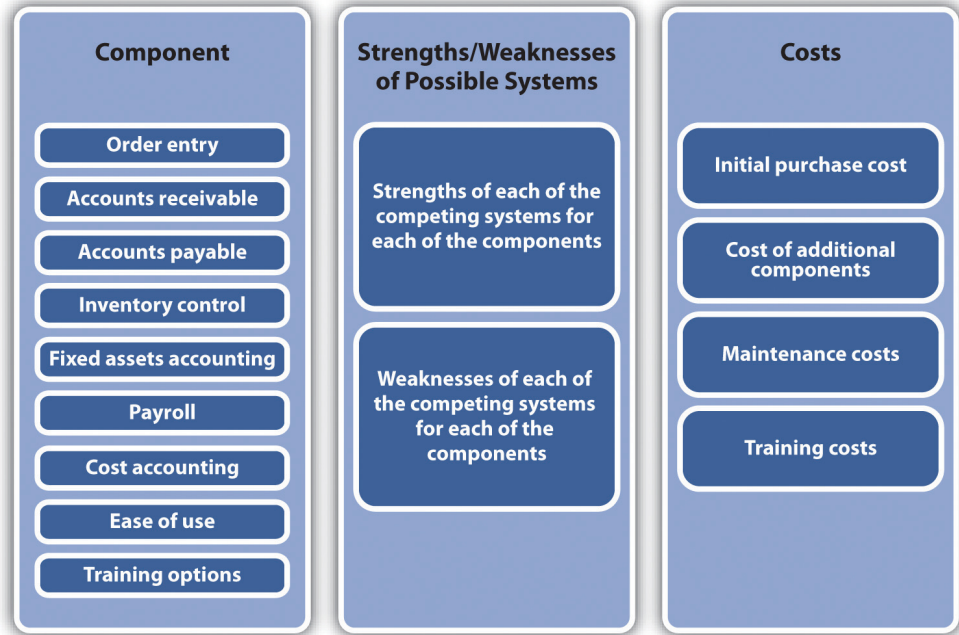 Component
Order entry
Accounts receivable
Accounts payable
Inventory control
Fixed assets accounting
Payroll
Cost accounting
Ease of use
Training options
Strengths/Weaknesses
of Possible Systems
Strengths of each of the
competing systems for
each of the components
Weaknesses of each of
the competing systems
for each of the
components
Costs
Initial purchase cost
Cost of additional
components
Maintenance costs
Training costs